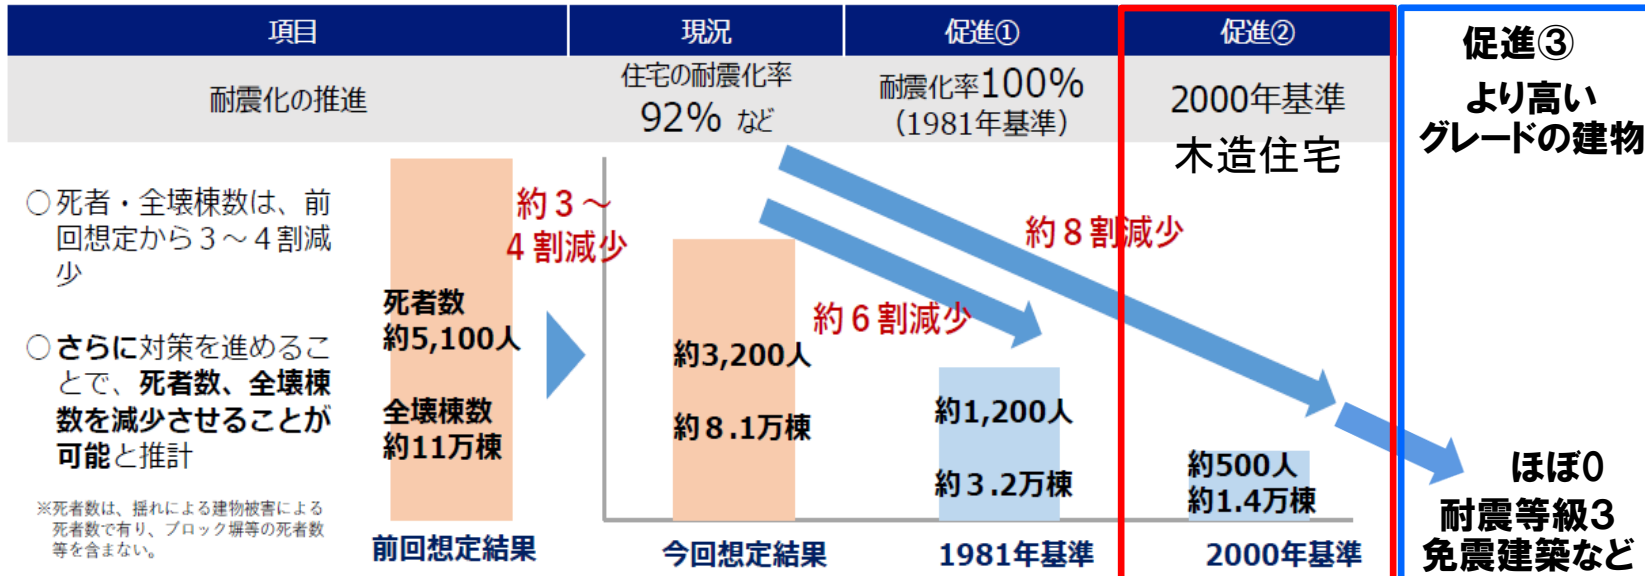 項目
現況
促進①
促進②
促進③
耐震化の推進
住宅の耐震化率
92% など
耐震化率100%
(1981年基準)
2000年基準
木造住宅
より高い
グレードの建物
○死者・全壊棟数は、前
回想定から3～4割減
少
○さらに対策を進めるこ
とで、死者数、全壊棟
数を減少させることが
可能と推計
※死者数は、揺れによる建物被害による
死者数で有り、ブロック塀等の死者数
等を含まない。
死者数
約5,100人
全壊棟数
約11万棟
前回想定結果
約3～
4割減少
約3,200人
約8.1万棟
今回想定結果
約6割減少
約1,200人
約3.2万棟
1981年基準
約8割減少
約500人
約1.4万棟
2000年基準
ほぼ0
耐震等級3
免震建築など